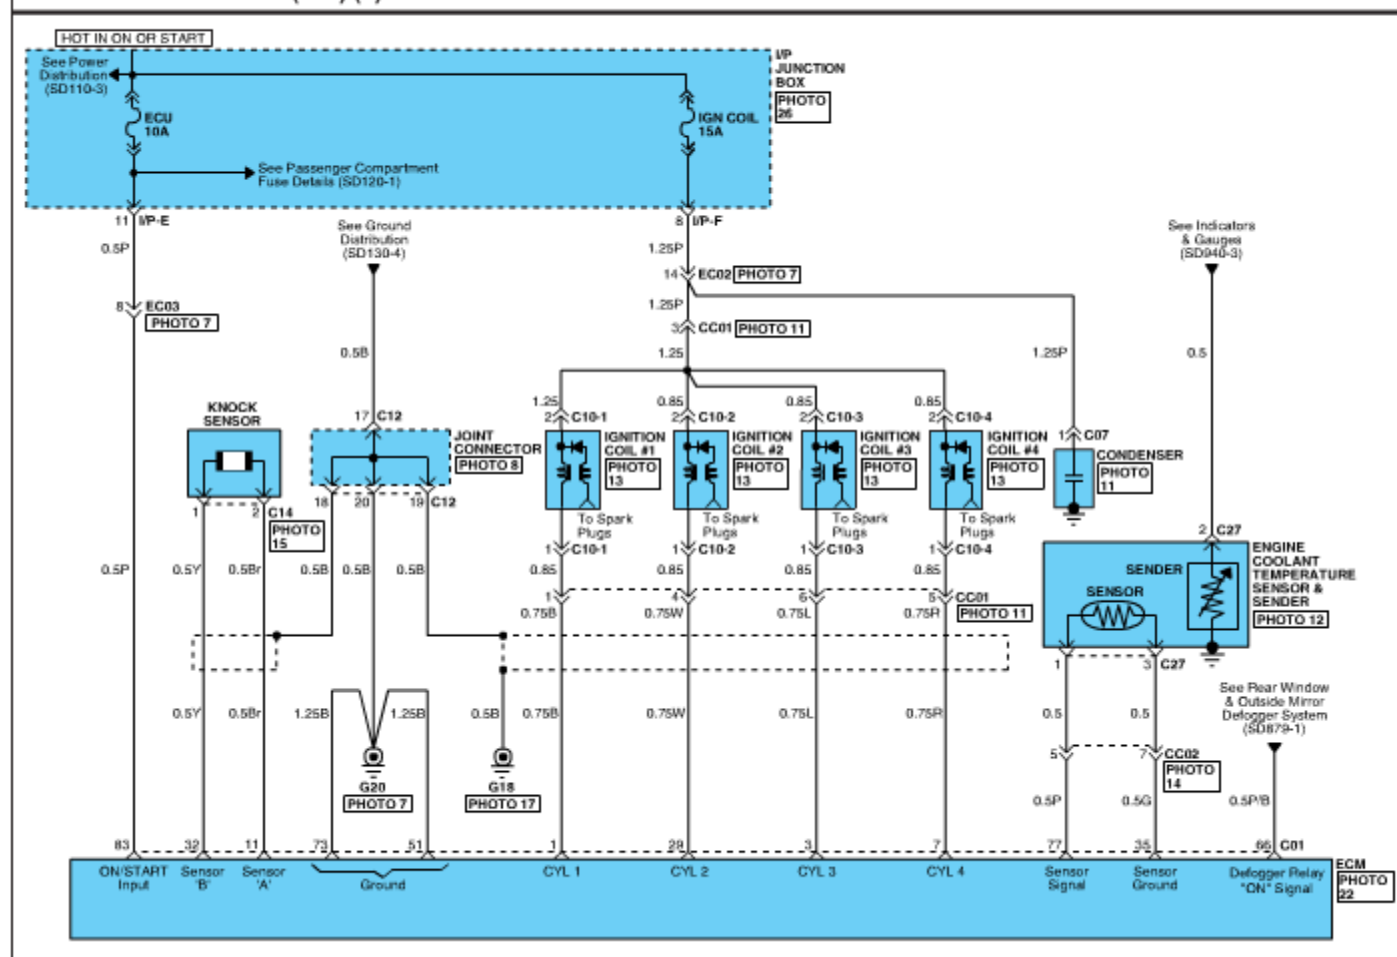 HOT IN ON OR START
See Power
Distribution
(SD110-3)
ECU
10A
IGN COIL
15A
I/P
JUNCTION
BOX
PHOTO
26
See Passenger Compartment
Fuse Details (SD120-1)
11 I/P-E
8 I/P-F
0.5P
See Ground
Distribution
(SD130-4)
1.25P
See Indicators
& Gauges
(SD940-3)
14 EC02 PHOTO 7
8 EC03
PHOTO 7
1.25P
3 CC01 PHOTO 11
0.5B
1.25
1.25P
0.5
KNOCK
SENSOR
17 C12
1.25
0.85
0.85
0.85
2 C10-1
2 C10-2
2 C10-3
2 C10-4
1 C07
JOINT
CONNECTOR
PHOTO 8
IGNITION
COIL #1
PHOTO
13
IGNITION
COIL #2
PHOTO
13
IGNITION
COIL #3
PHOTO
13
IGNITION
COIL #4
PHOTO
13
CONDENSER
PHOTO
11
1
2 C14
PHOTO
15
18
20
19 C12
To Spark
Plugs
To Spark
Plugs
To Spark
Plugs
To Spark
Plugs
2 C27
1 C10-1
1 C10-2
1 C10-3
1 C10-4
SENDER
SENSOR
ENGINE
COOLANT
TEMPERATURE
SENSOR &
SENDER
PHOTO 12
0.5P
0.5Y
0.5Br
0.5B
0.5B
0.5B
0.85
0.85
0.85
0.85
1
4
6
5 CC01
PHOTO 11
0.75B
0.75W
0.75L
0.75R
1
3 C27
See Rear Window
& Outside Mirror
Defogger System
(SD879-1)
0.5Y
0.5Br
1.25B
1.25B
0.5B
0.75B
0.75W
0.75L
0.75R
0.5
0.5
5
7 CC02
PHOTO
14
G20
PHOTO 7
G18
PHOTO 17
0.5P
0.5G
0.5P/B
83
32
11
73
51
1
29
3
7
77
35
66 C01
ON/START
Input
Sensor
'B'
Sensor
'A'
Ground
CYL 1
CYL 2
CYL 3
CYL 4
Sensor
Signal
Sensor
Ground
Defogger Relay
"ON" Signal
ECM
PHOTO
22